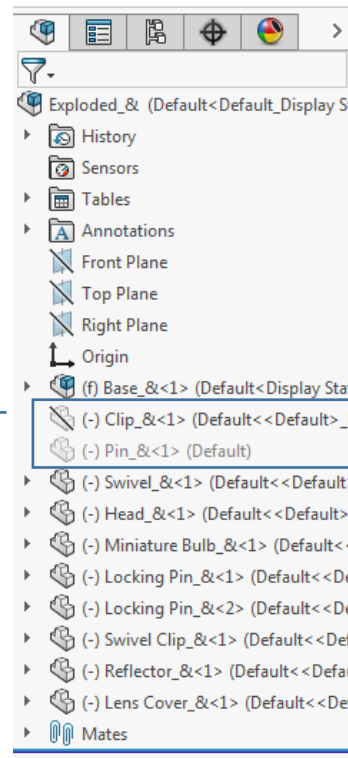 Exploded_& (Default<Default_Display S
History
Sensors
Tables
Annotations
Front Plane
Top Plane
Right Plane
Origin
(f) Base_&<1> (Default<Display Sta
(-) Clip_&<1> (Default<<Default>_
(-) Pin_&<1> (Default)
(-) Swivel_&<1> (Default<<Default
(-) Head_&<1> (Default<<Default>
(-) Miniature Bulb_&<1> (Default<
(-) Locking Pin_&<1> (Default<<De
(-) Locking Pin_&<2> (Default<<De
(-) Swivel Clip_&<1> (Default<<Def
(-) Reflector_&<1> (Default<<Defau
(-) Lens Cover_&<1> (Default<<De
Mates